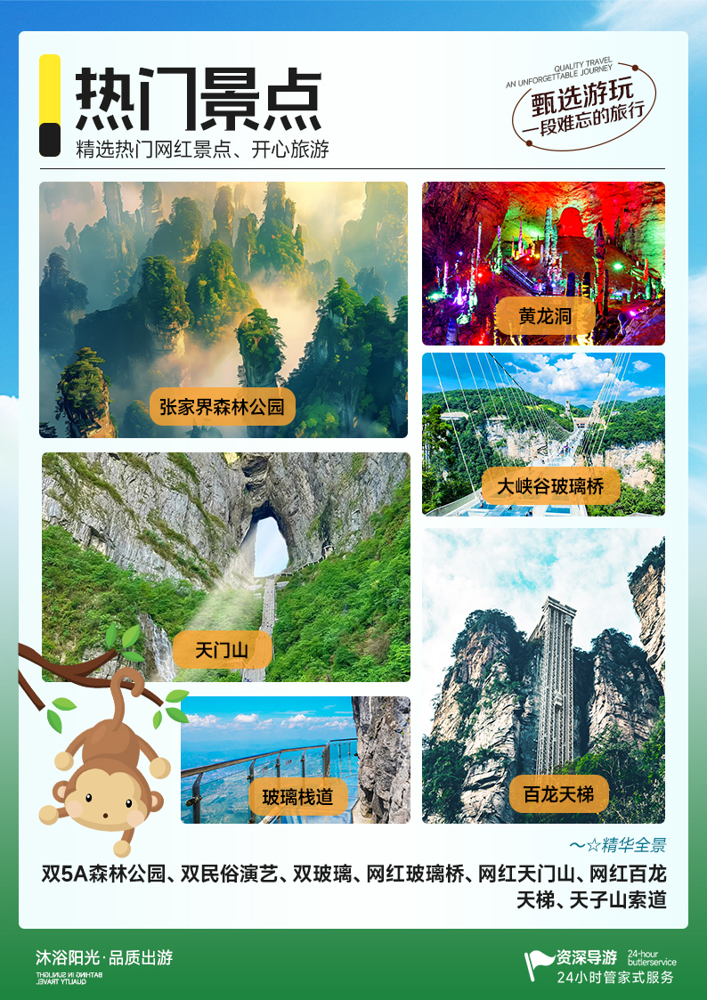 热门景点
精选热门网红景点、开心旅游
QUALITY TRAVEL
AN UNFORGETTABLE JOURNEY
甄选游玩
一段难忘的旅行
张家界森林公园
黄龙洞
大峡谷玻璃桥
天门山
玻璃栈道
百龙天梯
～☆精华全景
双5A森林公园、双民俗演艺、双玻璃、网红玻璃桥、网红天门山、网红百龙
天梯、天子山索道
沐浴阳光·品质出游
BATHING IN SUNLIGHT
QUALITY TRAVEL
资深导游
24-hour
butlerservice
24小时管家式服务